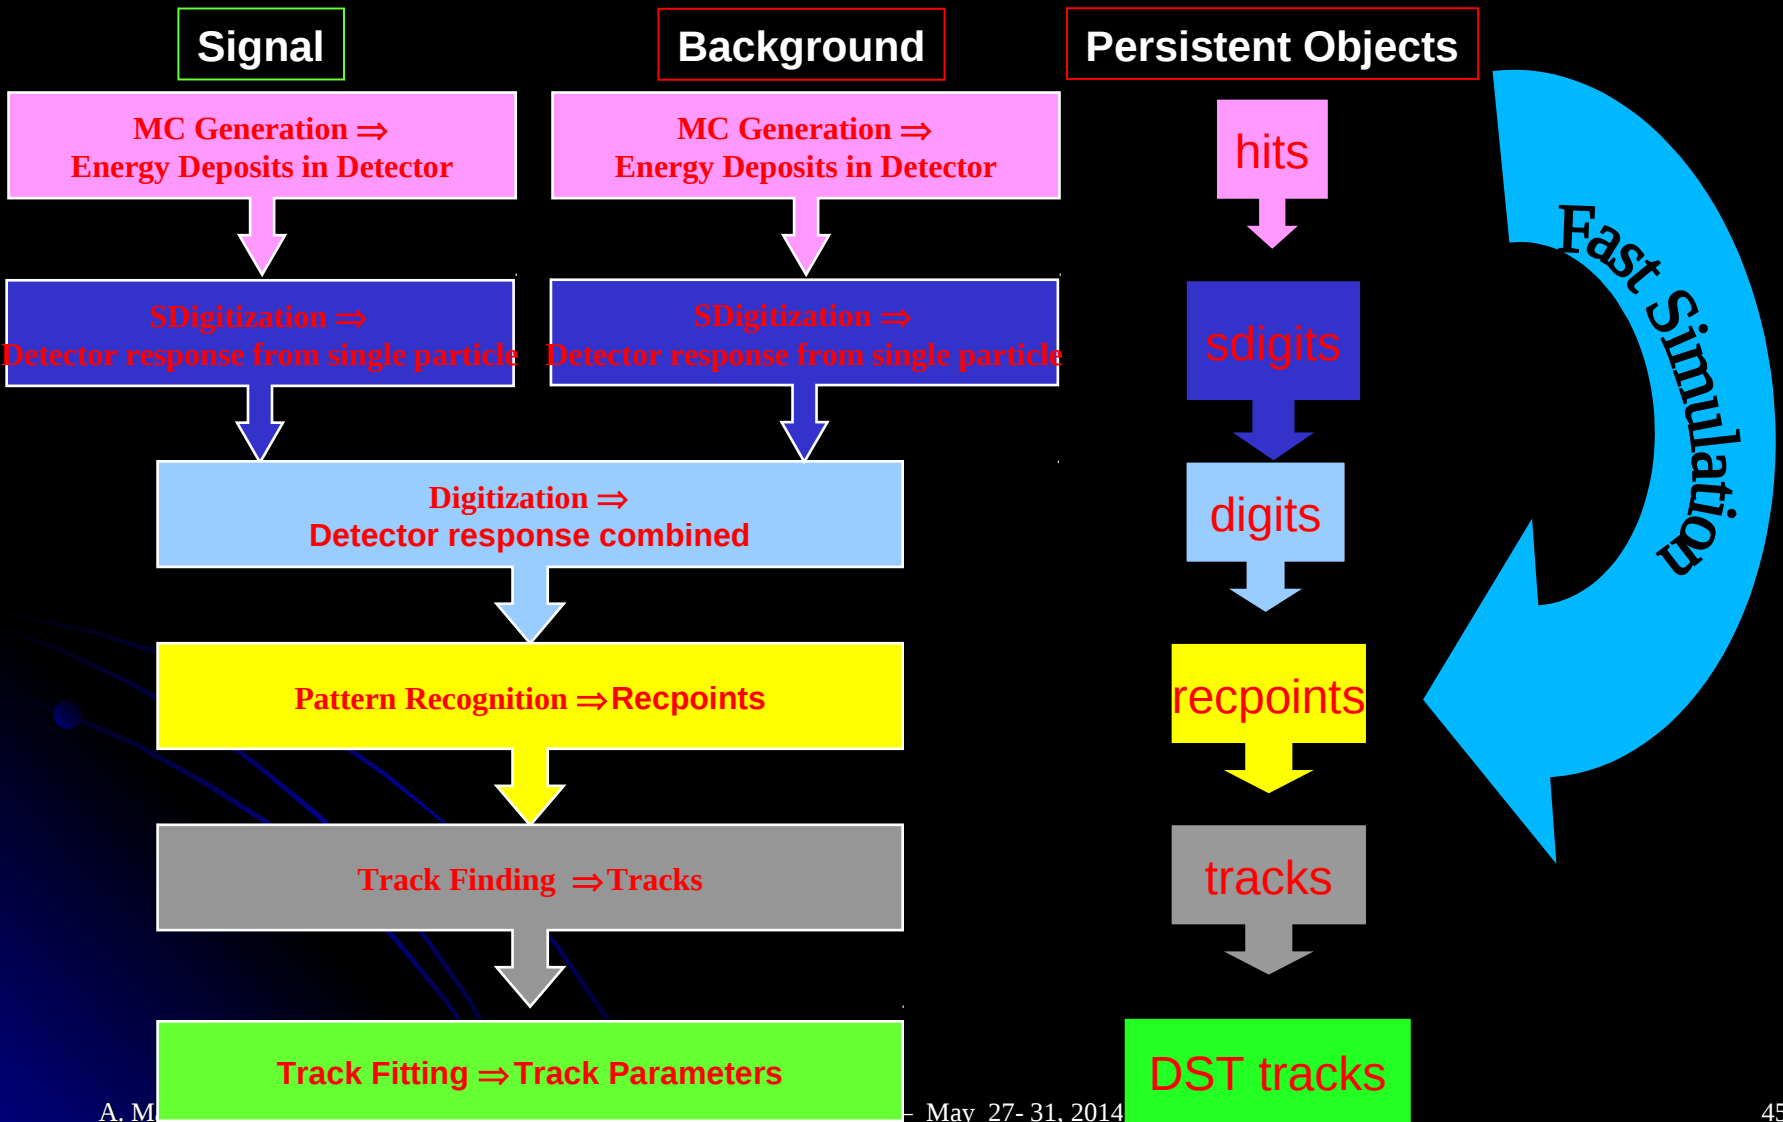 Signal
Background
Persistent Objects
MC Generation ⇒
Energy Deposits in Detector
MC Generation ⇒
Energy Deposits in Detector
hits
SDigitization ⇒
Detector response from single particle
SDigitization ⇒
Detector response from single particle
sdigits
Fast Simulation
Digitization ⇒
Detector response combined
digits
Pattern Recognition ⇒Recpoints
recpoints
Track Finding ⇒Tracks
tracks
Track Fitting ⇒Track Parameters
DST tracks
A. – May 27- 31, 2014
45